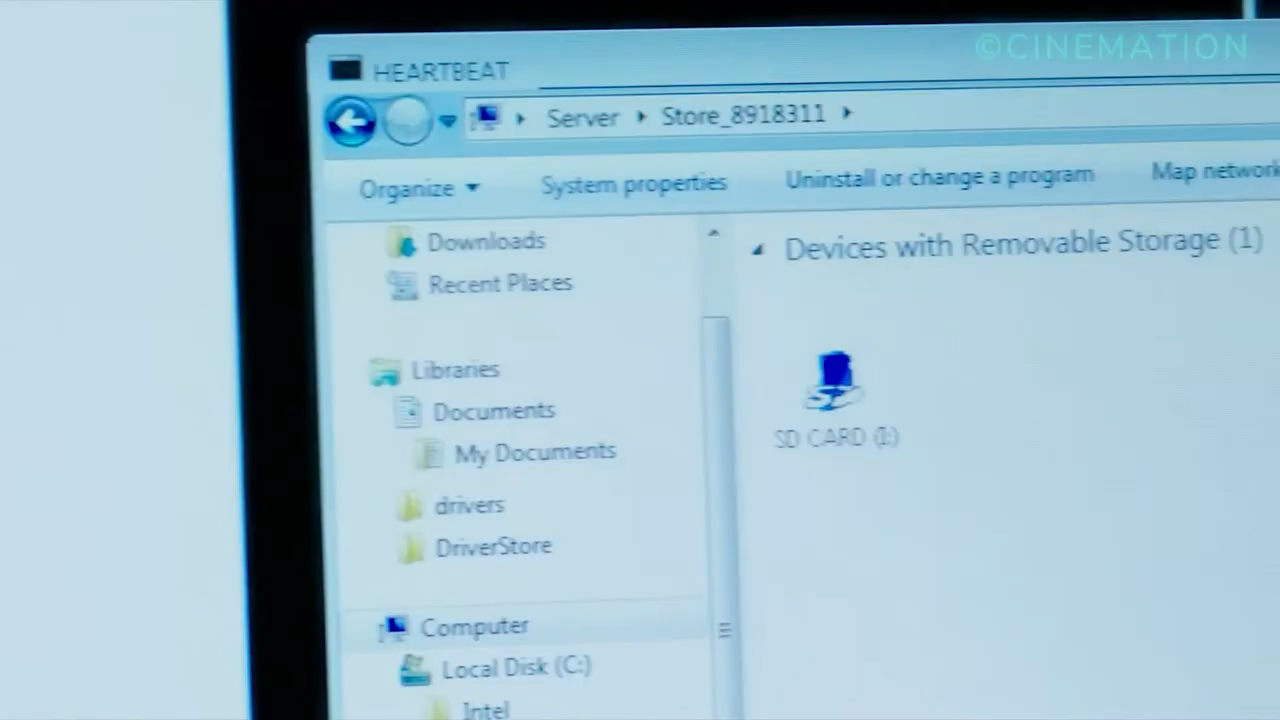 ©CINEMATION
HEARTBEAT
Server Store_8918311
Organize System properties Uninstall or change a program Map network
Downloads
Recent Places
Libraries
Documents
My Documents
drivers
DriverStore
Computer
Local Disk (C:)
Intel
Devices with Removable Storage (1)
SD CARD (I:)